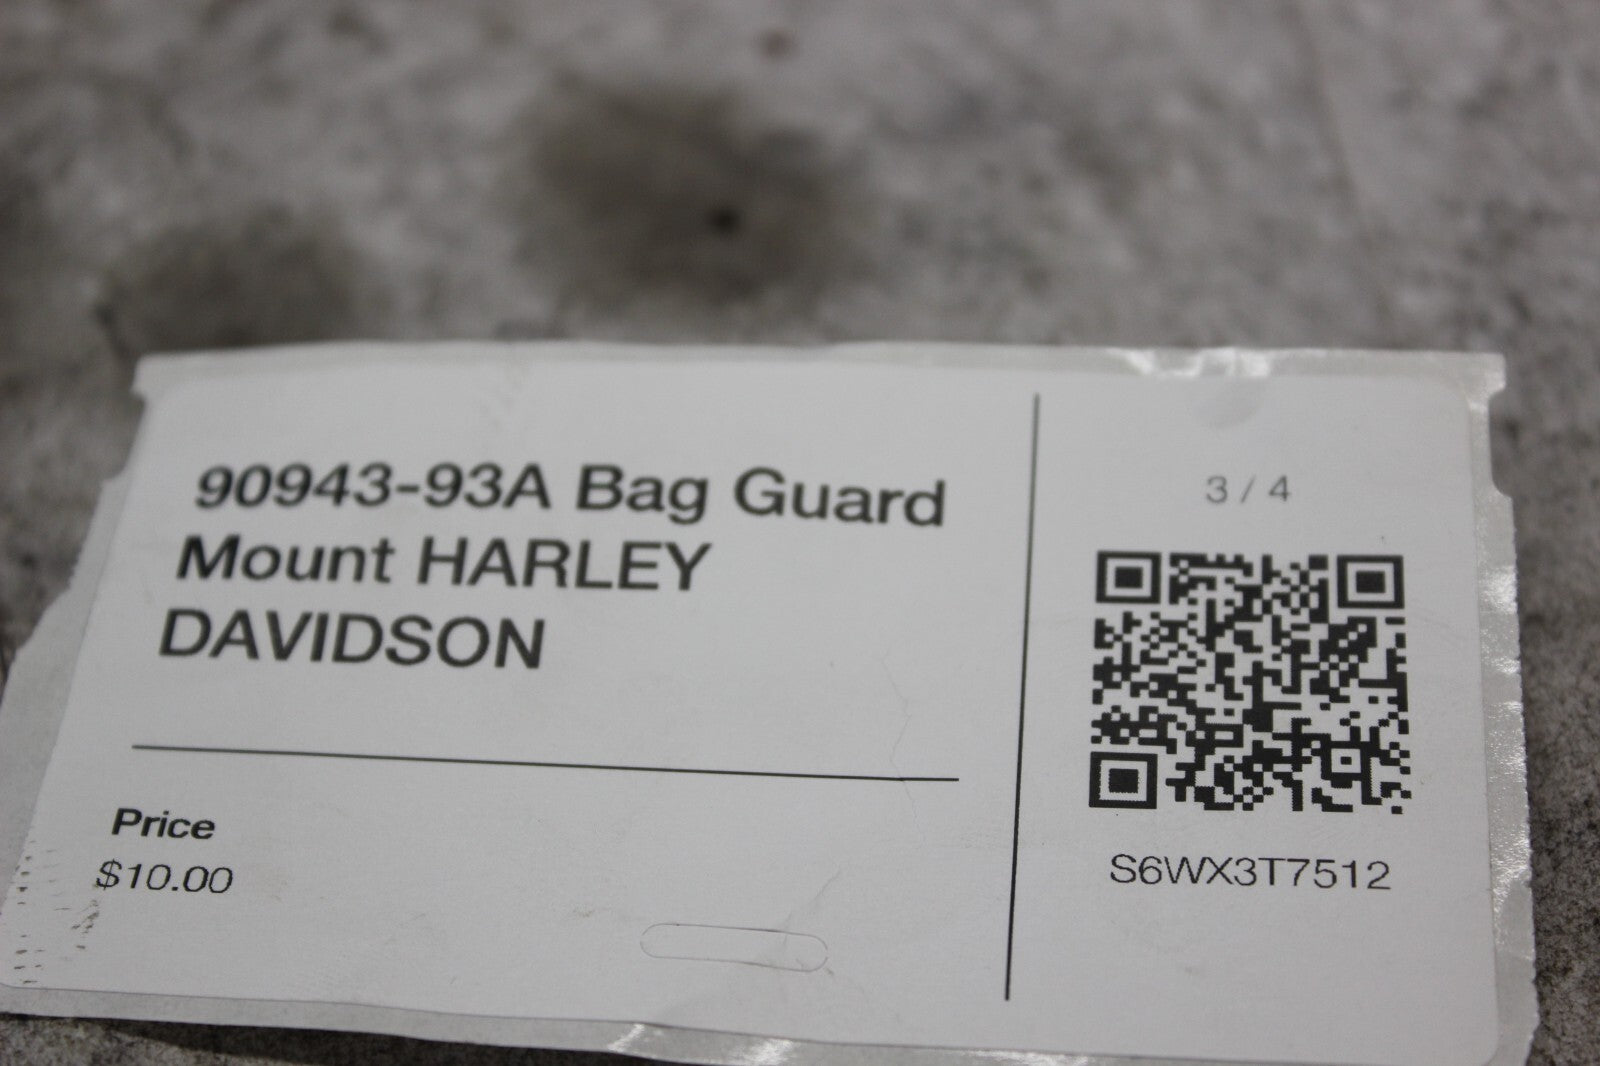 90943-93A Bag Guard
Mount HARLEY
DAVIDSON
Price
$10.00
3 / 4
S6WX3T7512